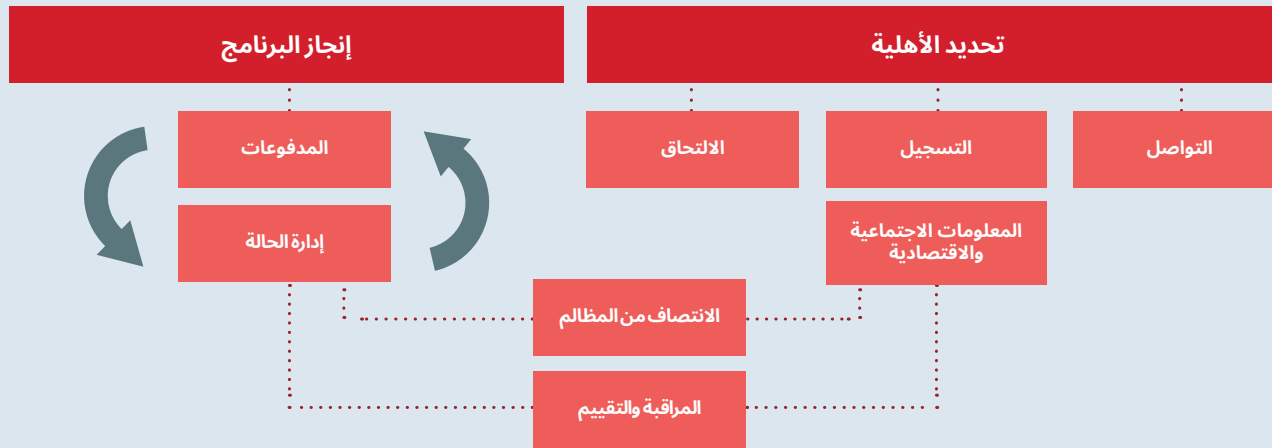 تحديد الأهلية
إنجاز البرنامج
التواصل
التسجيل
الالتحاق
المدفوعات
المعلومات الاجتماعية
والاقتصادية
إدارة الحالة
الانتصاف من المظالم
المراقبة والتقييم